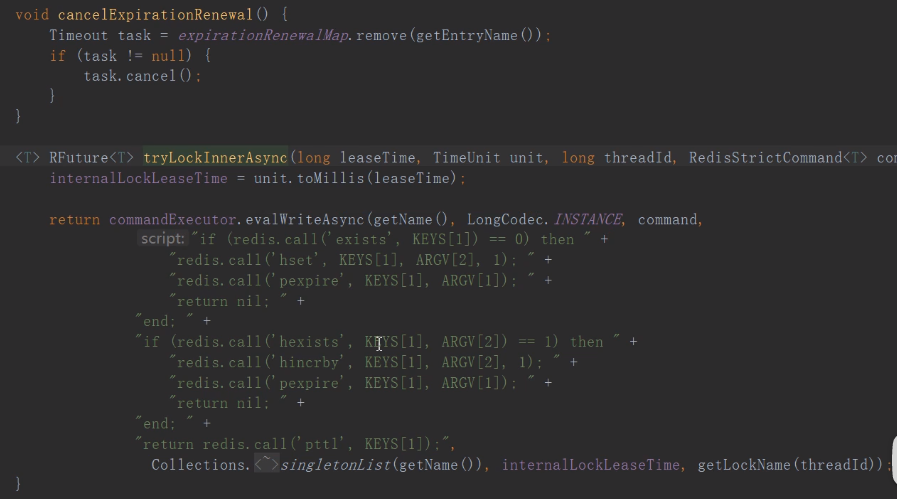 void cancelExpirationRenewal() {
Timeout task = expirationRenewalMap.remove(getEntryName());
if (task != null) {
task.cancel();
}
}
<T> RFuture<T> tryLockInnerAsync(long leaseTime, TimeUnit unit, long threadId, RedisStrictCommand<T> com
internalLockLeaseTime = unit.toMillis(leaseTime);
return commandExecutor.evalWriteAsync(getName(), LongCodec.INSTANCE, command,
script: "if (redis.call('exists', KEYS[1]) == 0) then " +
"redis.call('hset', KEYS[1], ARGV[2], 1); " +
"redis.call('pexpire', KEYS[1], ARGV[1]); " +
"return nil; " +
"end; " +
"if (redis.call('hexists', KEYS[1], ARGV[2]) == 1) then " +
"redis.call('hincrby', KEYS[1], ARGV[2], 1); " +
"redis.call('pexpire', KEYS[1], ARGV[1]); " +
"return nil; " +
"end; " +
"return redis.call('pttl', KEYS[1]);",
Collections.<~>singletonList(getName()), internalLockLeaseTime, getLockName(threadId));
}